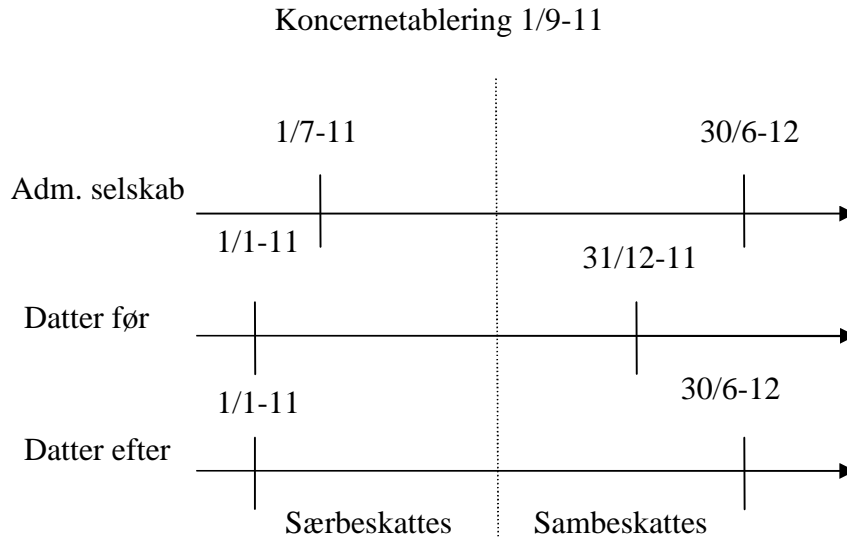 Koncernetablering 1/9-11
1/7-11 30/6-12
Adm. selskab
1/1-11 31/12-11
Datter før
1/1-11 30/6-12
Datter efter
Særbeskattes Sambeskattes